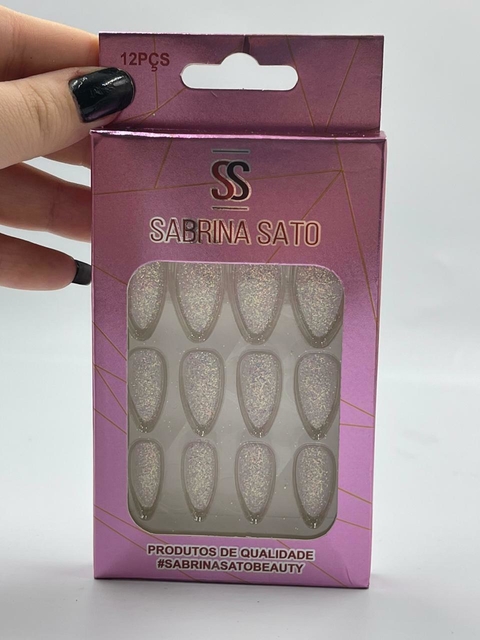 12PÇS
SS
SABRINA SATO
PRODUTOS DE QUALIDADE
#SABRINASATOBEAUTY